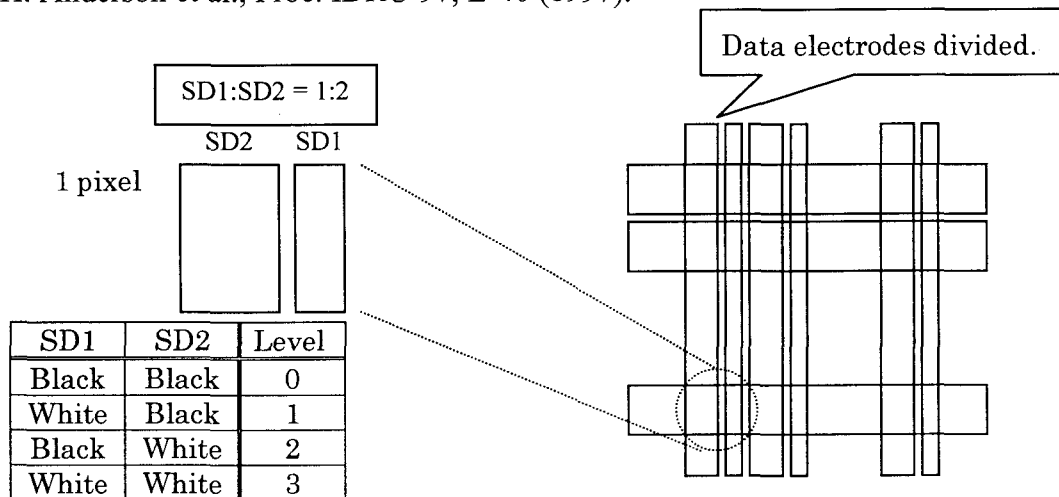 Data electrodes divided.
SD1:SD2 = 1:2
SD2 SD1
1 pixel
SD1 SD2 Level
Black Black 0
White Black 1
Black White 2
White White 3